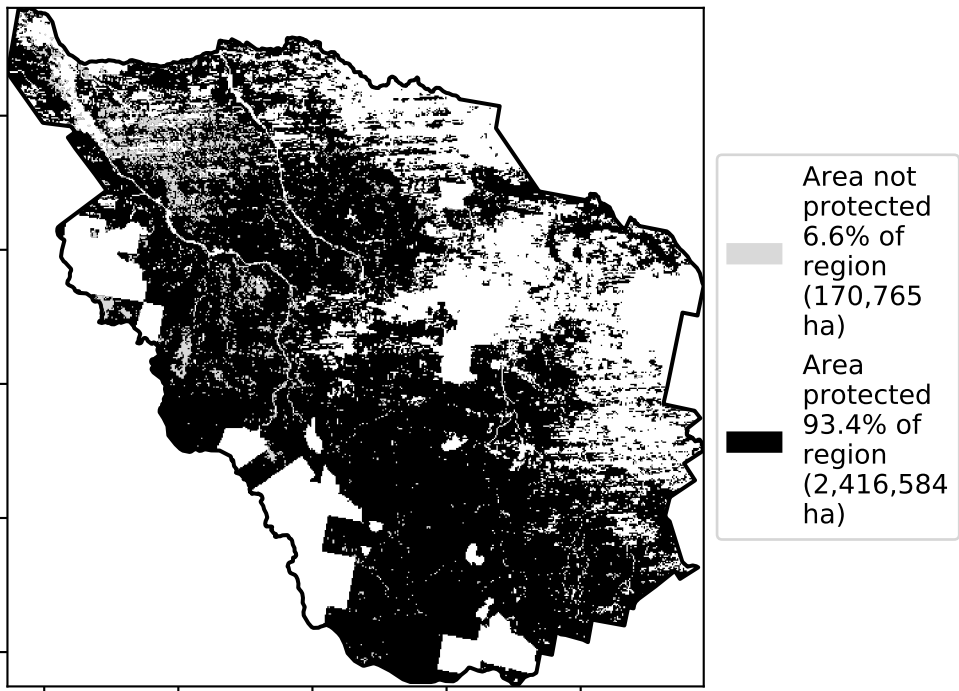 Area not
protected
6.6% of
region
(170,765
ha)
Area
protected
93.4% of
region
(2,416,584
ha)